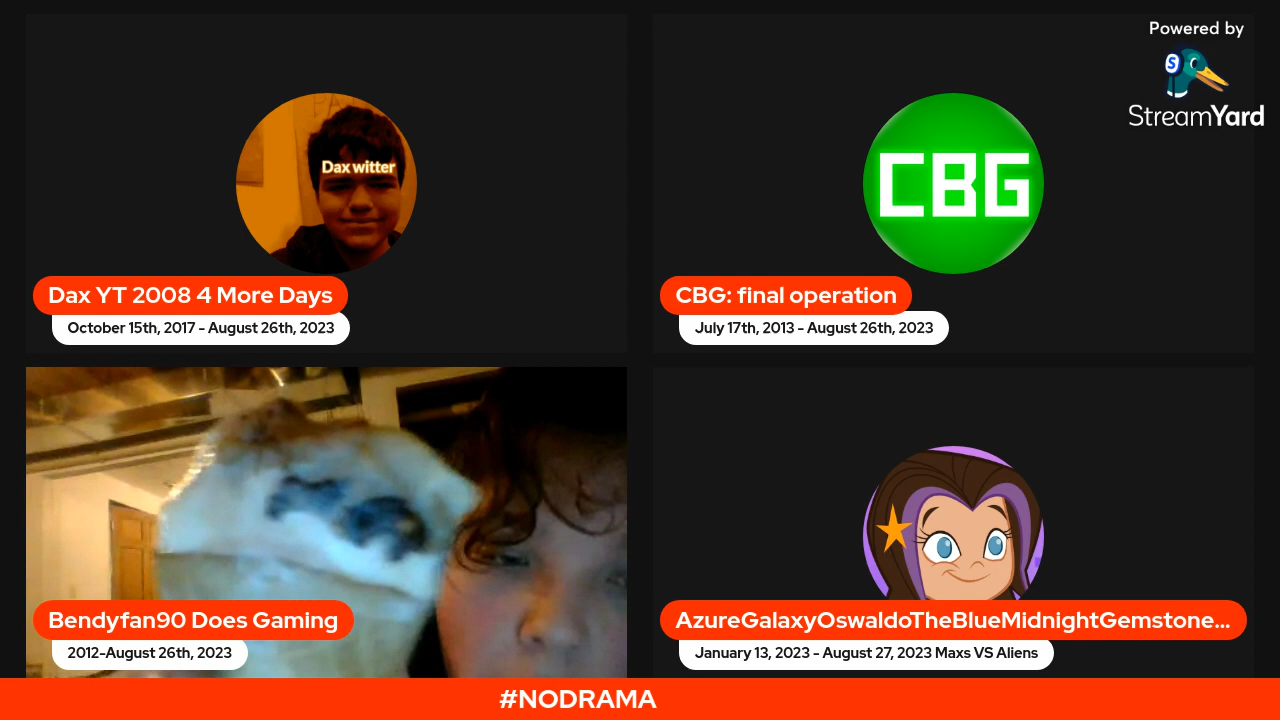 Powered by
StreamYard
Dax witter
CBG
Dax YT 2008 4 More Days
October 15th, 2017 - August 26th, 2023
CBG: final operation
July 17th, 2013 - August 26th, 2023
Bendyfan90 Does Gaming
2012-August 26th, 2023
AzureGalaxyOswaldoTheBlueMidnightGemstone...
January 13, 2023 - August 27, 2023 Maxs VS Aliens
#NODRAMA